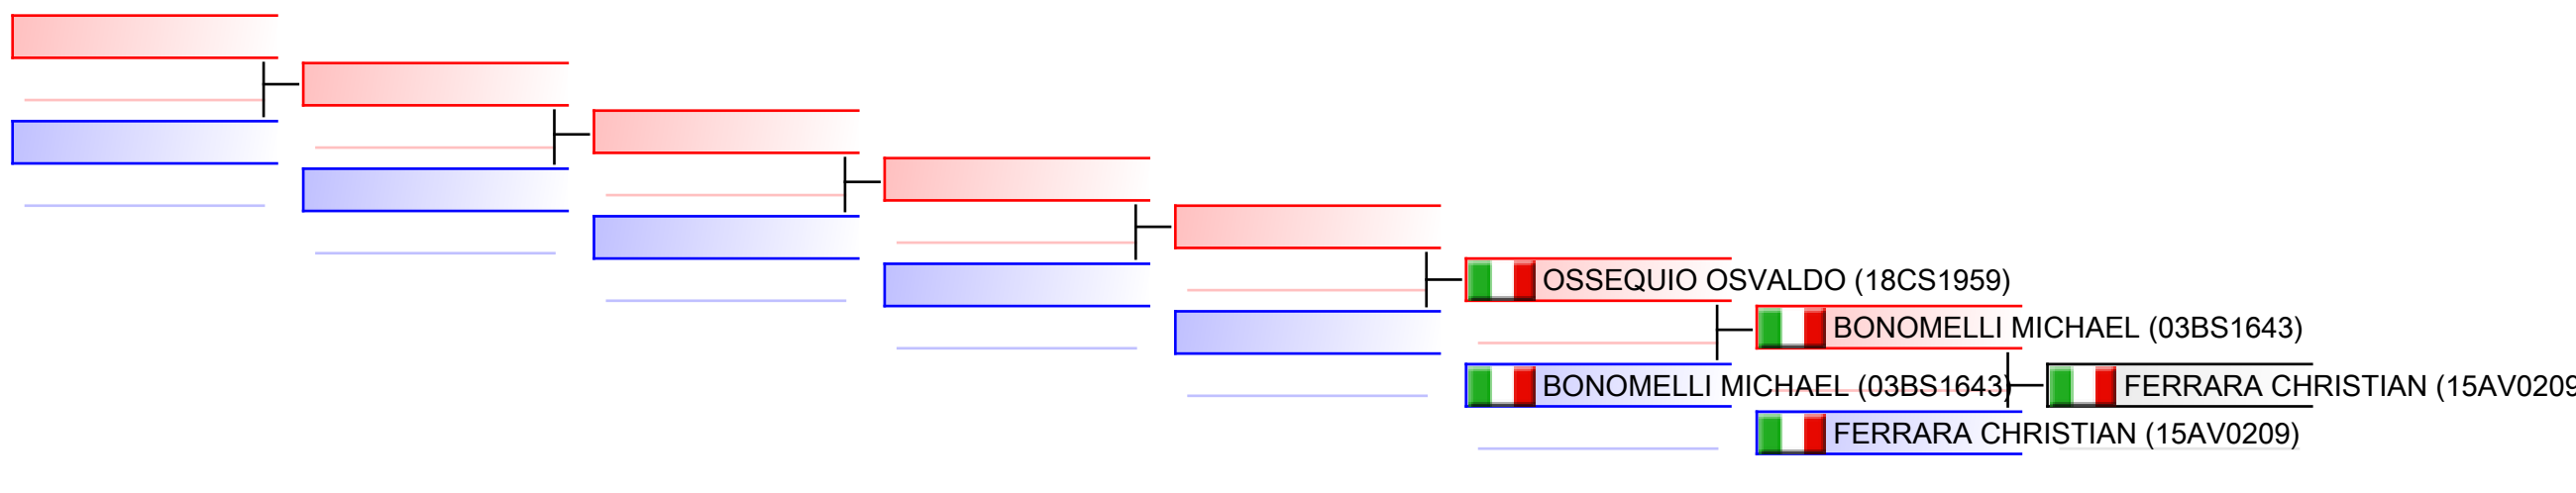 OSSEQUIO OSVALDO (18CS1959)
BONOMELLI MICHAEL (03BS1643)
BONOMELLI MICHAEL (03BS1643)
FERRARA CHRISTIAN (15AV0209
FERRARA CHRISTIAN (15AV0209)